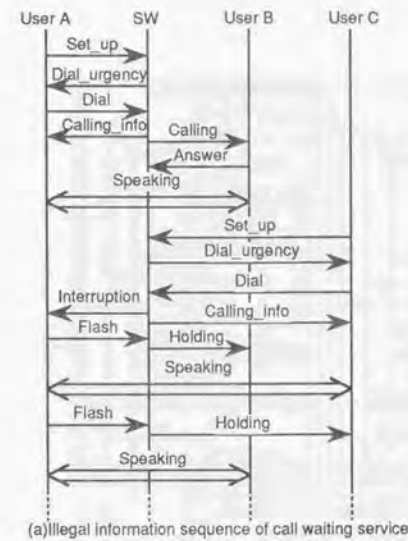 User A SW User B User C
Set_up
Dial_urgency
Dial
Calling_info Calling
Answer
Speaking
Set_up
Dial_urgency
Dial
Interruption
Calling_info
Flash
Holding
Speaking
Flash
Holding
Speaking
(a)Illegal information sequence of call waiting service